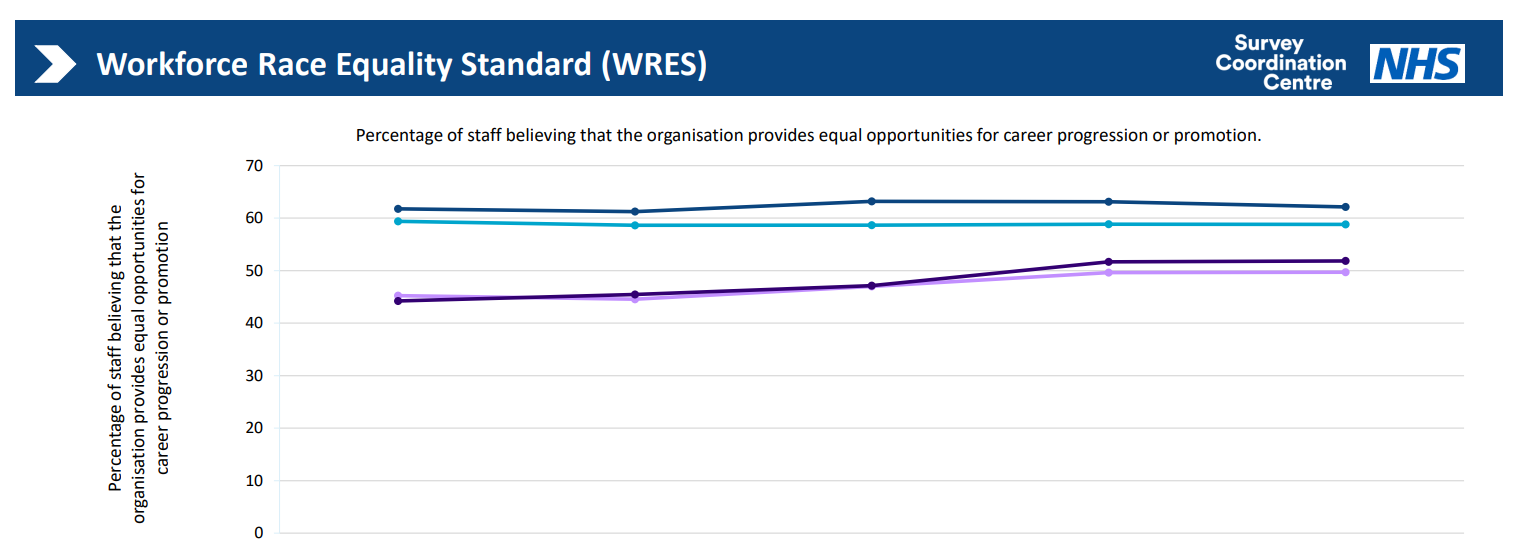 Workforce Race Equality Standard (WRES)
Survey
Coordination
Centre
NHS
Percentage of staff believing that the organisation provides equal opportunities for career progression or promotion.
Percentage of staff believing that the
organisation provides equal opportunities for
career progression or promotion
70
60
50
40
30
20
10
0